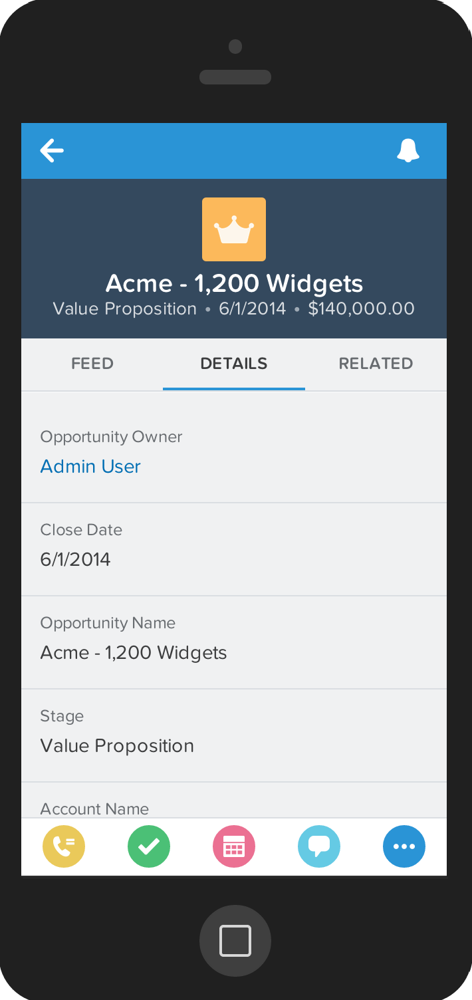 Acme - 1,200 Widgets
Value Proposition • 6/1/2014 • $140,000.00
FEED DETAILS RELATED
Opportunity Owner
Admin User
Close Date
6/1/2014
Opportunity Name
Acme - 1,200 Widgets
Stage
Value Proposition
Account Name